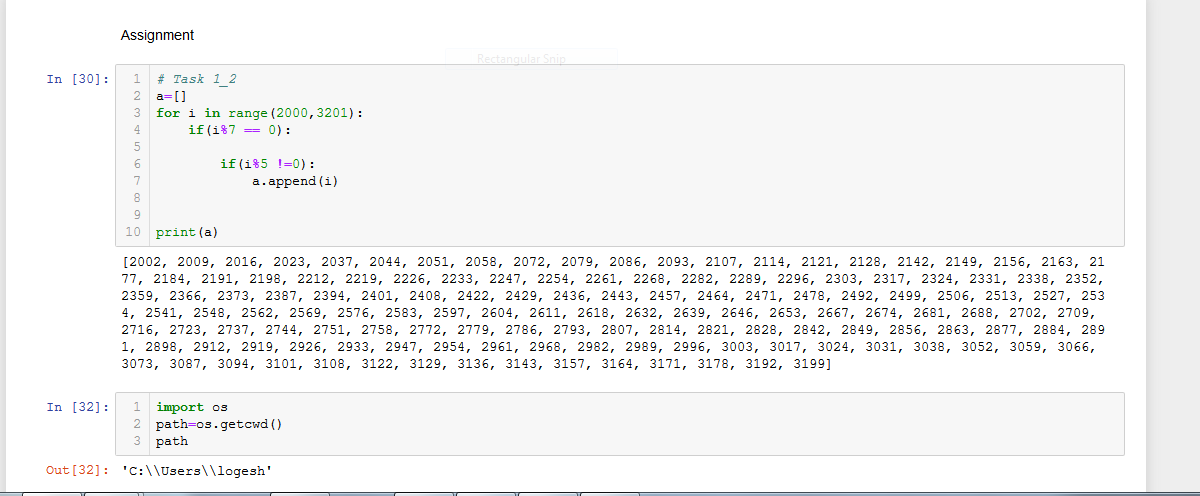 Assignment
Rectangular Snip
In [30]:
1 # Task 1_2
2 a=[]
3 for i in range(2000,3201):
4     if(i%7 == 0):
5
6         if(i%5 !=0):
7             a.append(i)
8
9
10 print(a)
[2002, 2009, 2016, 2023, 2037, 2044, 2051, 2058, 2072, 2079, 2086, 2093, 2107, 2114, 2121, 2128, 2142, 2149, 2156, 2163, 21
77, 2184, 2191, 2198, 2212, 2219, 2226, 2233, 2247, 2254, 2261, 2268, 2282, 2289, 2296, 2303, 2317, 2324, 2331, 2338, 2352,
2359, 2366, 2373, 2387, 2394, 2401, 2408, 2422, 2429, 2436, 2443, 2457, 2464, 2471, 2478, 2492, 2499, 2506, 2513, 2527, 253
4, 2541, 2548, 2562, 2569, 2576, 2583, 2597, 2604, 2611, 2618, 2632, 2639, 2646, 2653, 2667, 2674, 2681, 2688, 2702, 2709,
2716, 2723, 2737, 2744, 2751, 2758, 2772, 2779, 2786, 2793, 2807, 2814, 2821, 2828, 2842, 2849, 2856, 2863, 2877, 2884, 289
1, 2898, 2912, 2919, 2926, 2933, 2947, 2954, 2961, 2968, 2982, 2989, 2996, 3003, 3017, 3024, 3031, 3038, 3052, 3059, 3066,
3073, 3087, 3094, 3101, 3108, 3122, 3129, 3136, 3143, 3157, 3164, 3171, 3178, 3192, 3199]
In [32]:
1 import os
2 path=os.getcwd()
3 path
Out[32]: 'C:\\Users\\logesh'